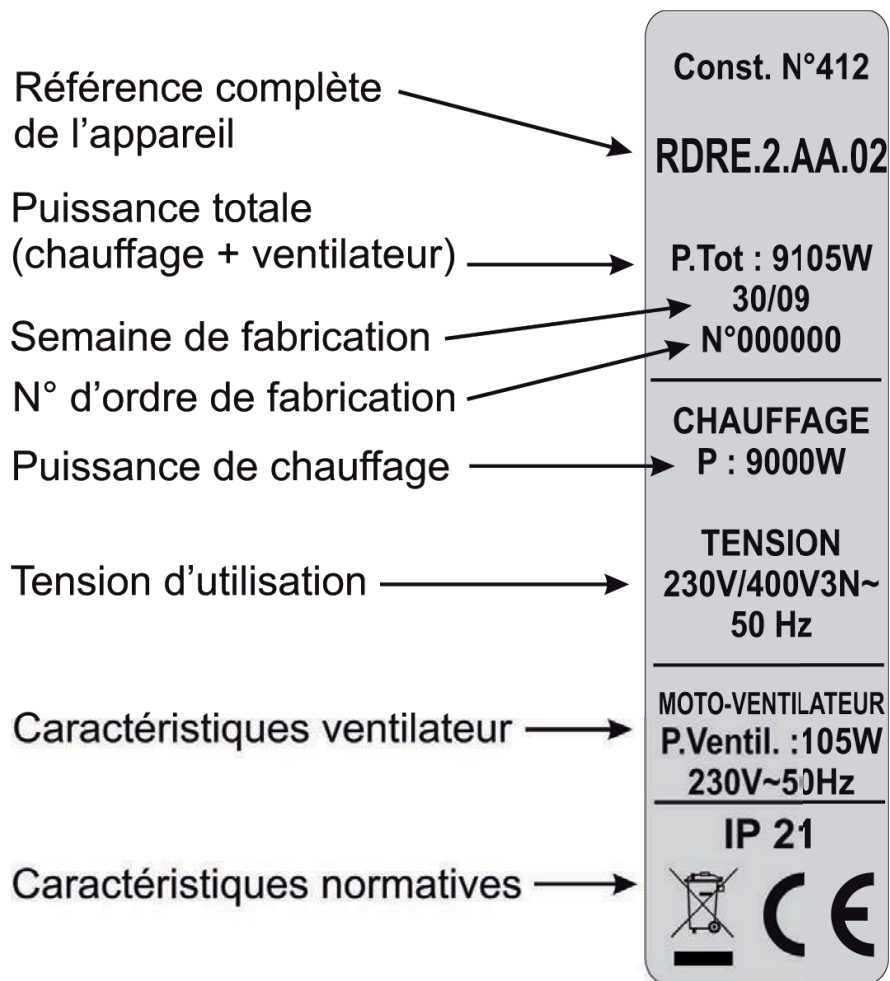 Référence complète
de l’appareil
Puissance totale
(chauffage + ventilateur)
Semaine de fabrication
N° d’ordre de fabrication
Puissance de chauffage
Tension d’utilisation
Caractéristiques ventilateur
Caractéristiques normatives
Const. N°412
RDRE.2.AA.02
P.Tot : 9105W
30/09
N°000000
CHAUFFAGE
P : 9000W
TENSION
230V/400V3N~
50 Hz
MOTO-VENTILATEUR
P.Ventil. :105W
230V~50Hz
IP 21
CE